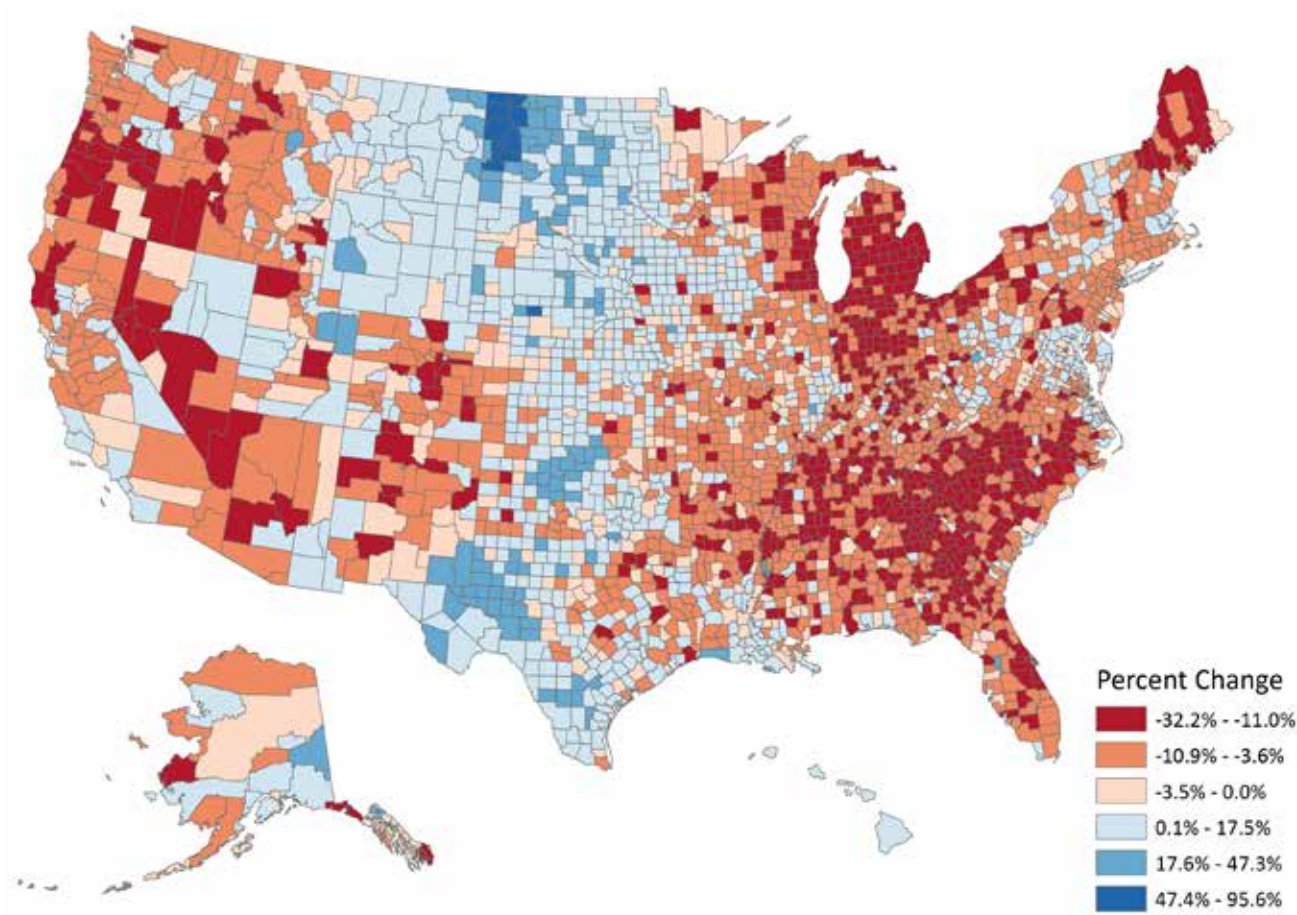 Percent Change
-32.2% - -11.0%
-10.9% - -3.6%
-3.5% - 0.0%
0.1% - 17.5%
17.6% - 47.3%
47.4% - 95.6%